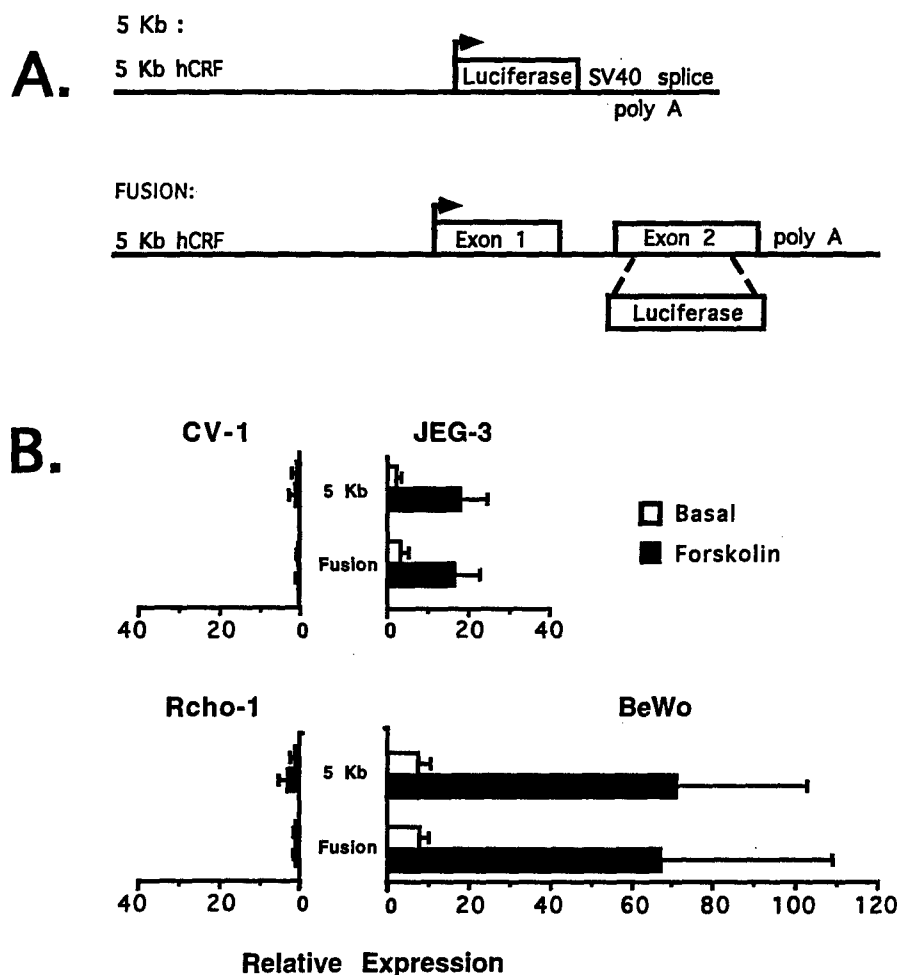 A.
5 Kb :
5 Kb hCRF
Luciferase
SV40 splice
poly A
FUSION:
5 Kb hCRF
Exon 1
Exon 2
poly A
Luciferase
B.
CV-1
JEG-3
5 Kb
Fusion
Basal
Forskolin
40 20 0
0 20 40
Rcho-1
BeWo
5 Kb
Fusion
40 20 0
0 20 40 60 80 100 120
Relative Expression